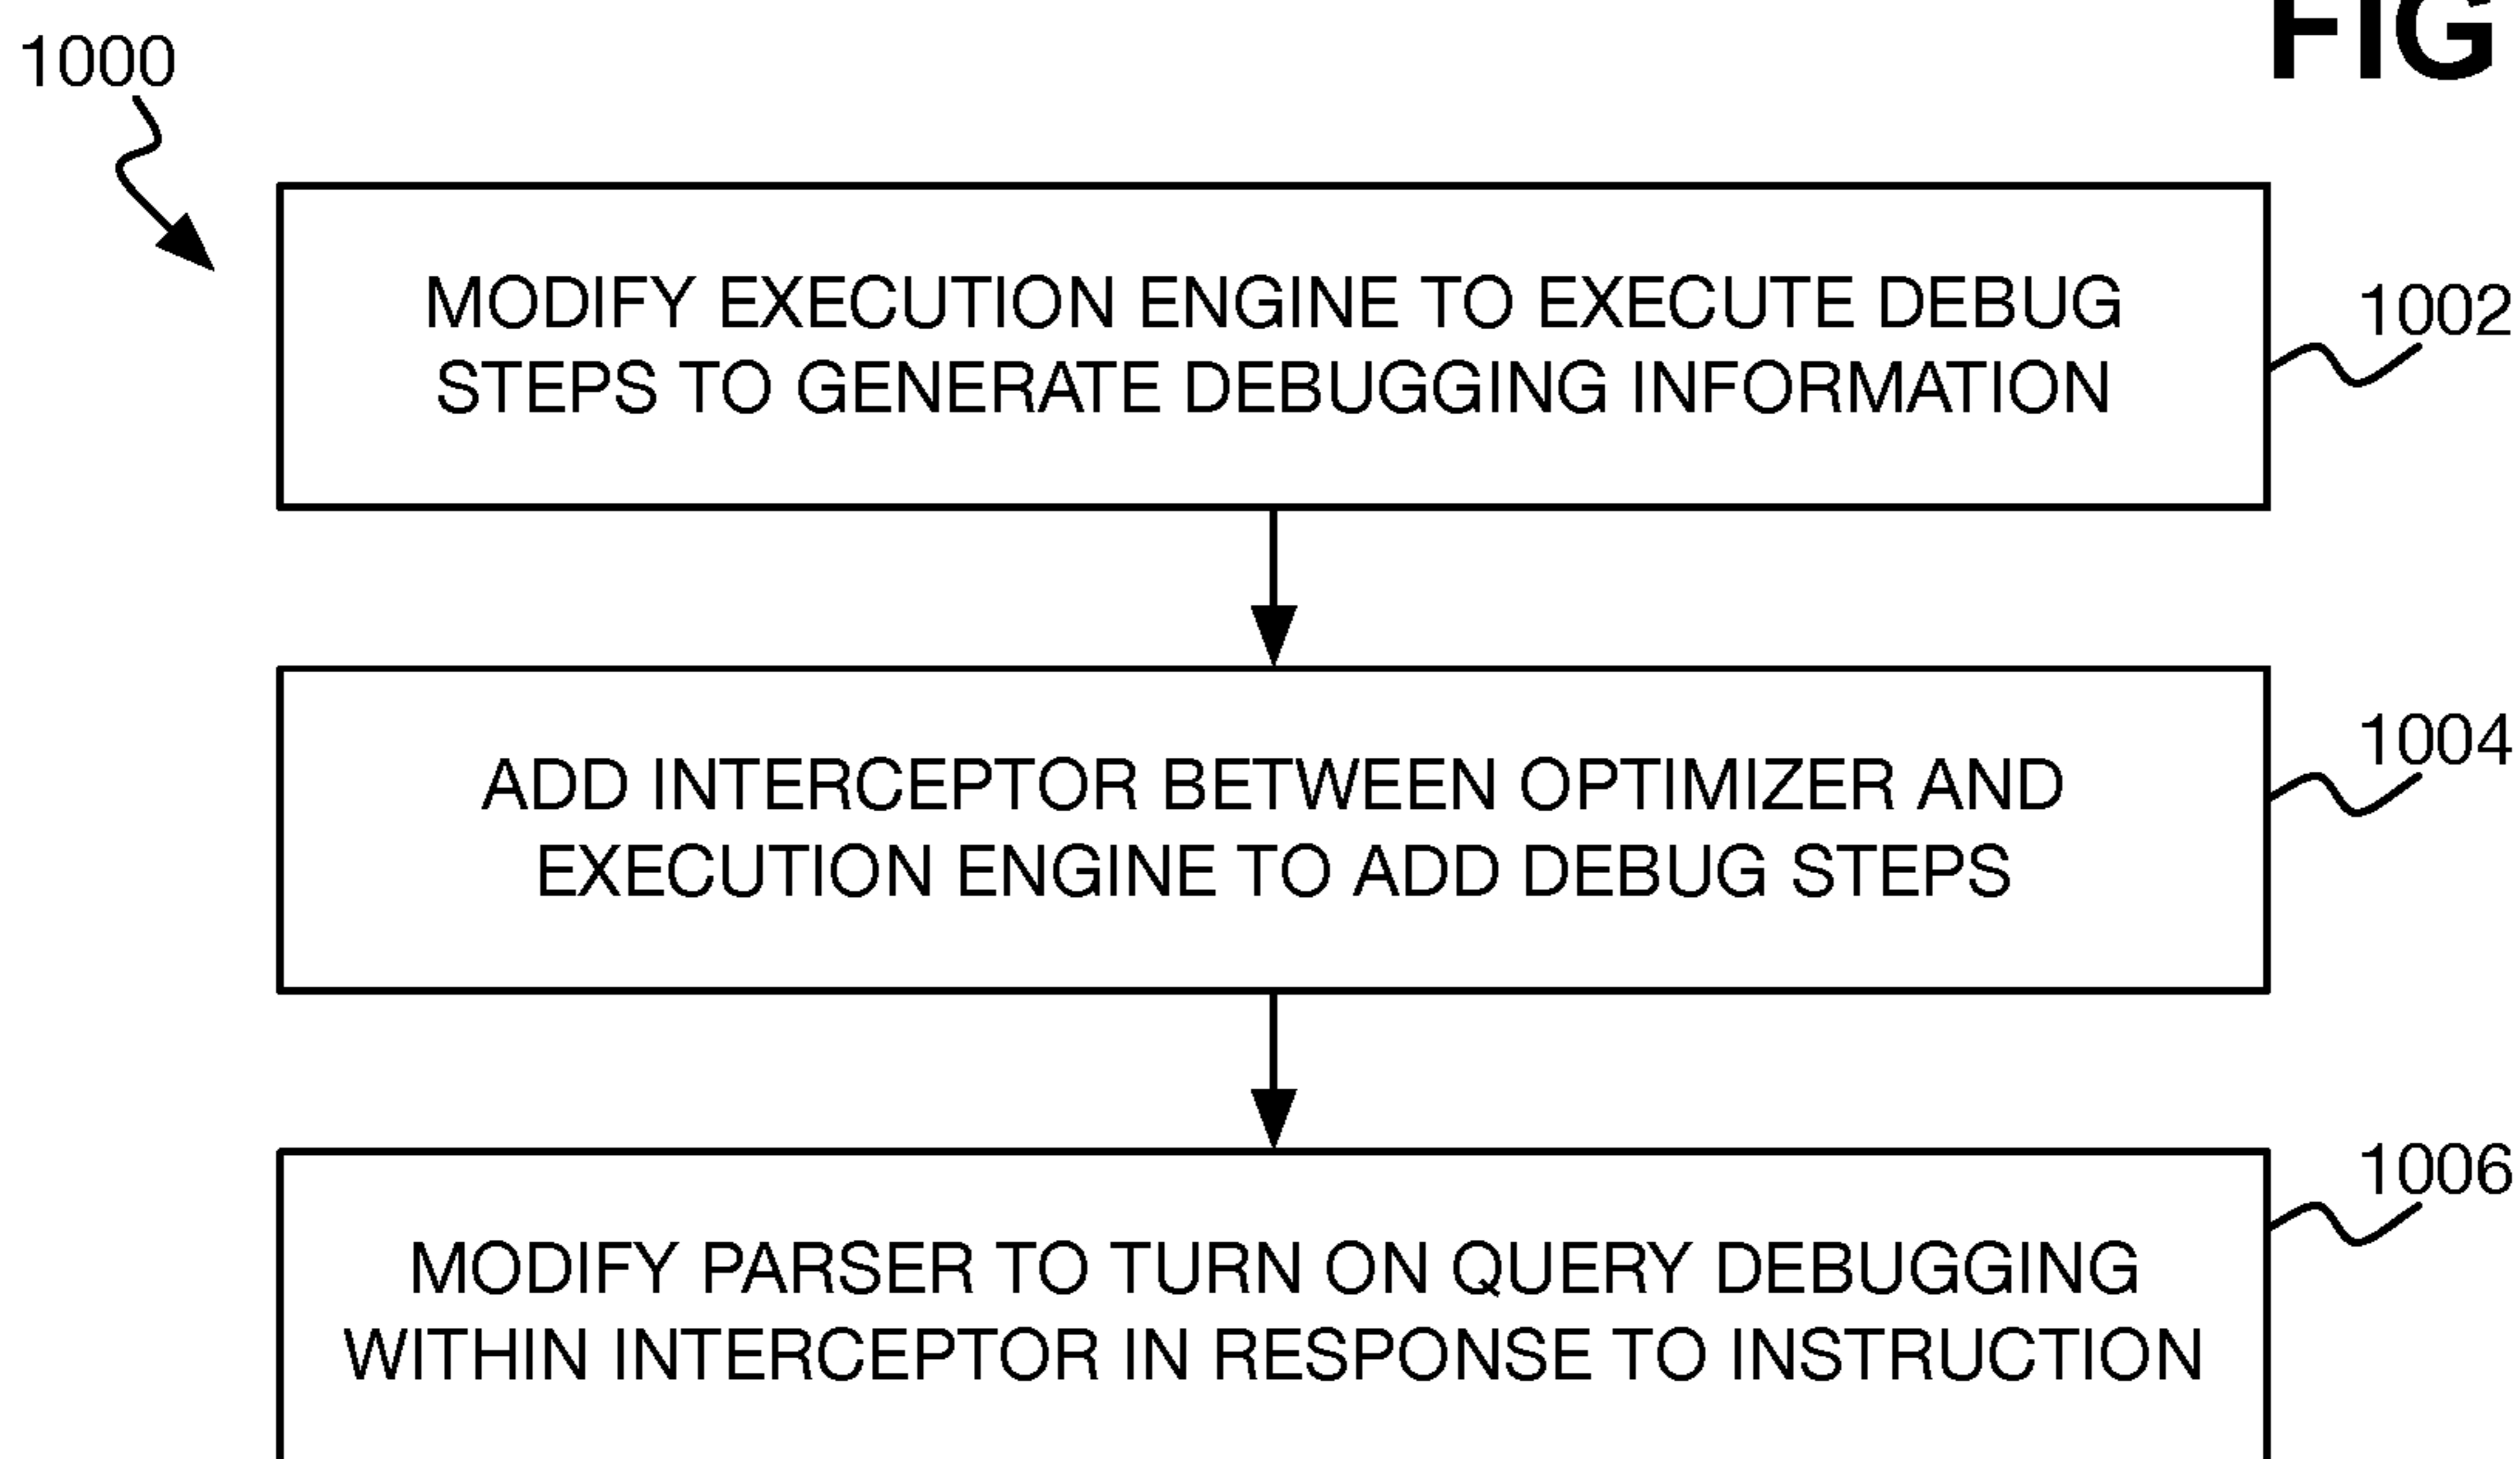 FIG
1000
MODIFY EXECUTION ENGINE TO EXECUTE DEBUG
STEPS TO GENERATE DEBUGGING INFORMATION
1002
ADD INTERCEPTOR BETWEEN OPTIMIZER AND
EXECUTION ENGINE TO ADD DEBUG STEPS
1004
MODIFY PARSER TO TURN ON QUERY DEBUGGING
WITHIN INTERCEPTOR IN RESPONSE TO INSTRUCTION
1006